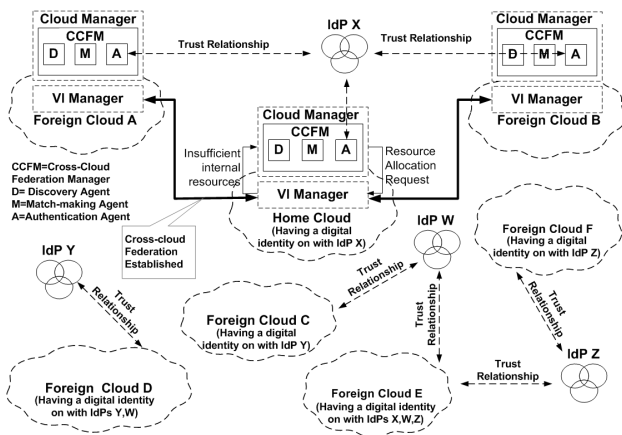 Cloud Manager
CCFM
D M A
VI Manager
Foreign Cloud A
Trust Relationship
IdP X
Trust Relationship
Cloud Manager
CCFM
D M A
VI Manager
Foreign Cloud B
Cloud Manager
CCFM
D M A
VI Manager
Home Cloud
(Having a digital
identity on with IdP X)
Insufficient
internal
resources
Resource
Allocation
Request
CCFM=Cross-Cloud
Federation Manager
D= Discovery Agent
M=Match-making Agent
A=Authentication Agent
Cross-cloud
Federation
Established
IdP Y
Trust
Relationship
Foreign Cloud D
(Having a digital identity
on with IdPs Y,W)
IdP W
Trust
Relationship
Foreign Cloud C
(Having a digital
identity on with IdP Y)
Trust
Relationship
Foreign Cloud E
(Having a digital identity
on with IdPs X,W,Z)
Trust
Relationship
Foreign Cloud F
(Having a digital
identity on with IdP Z)
Trust
Relationship
IdP Z